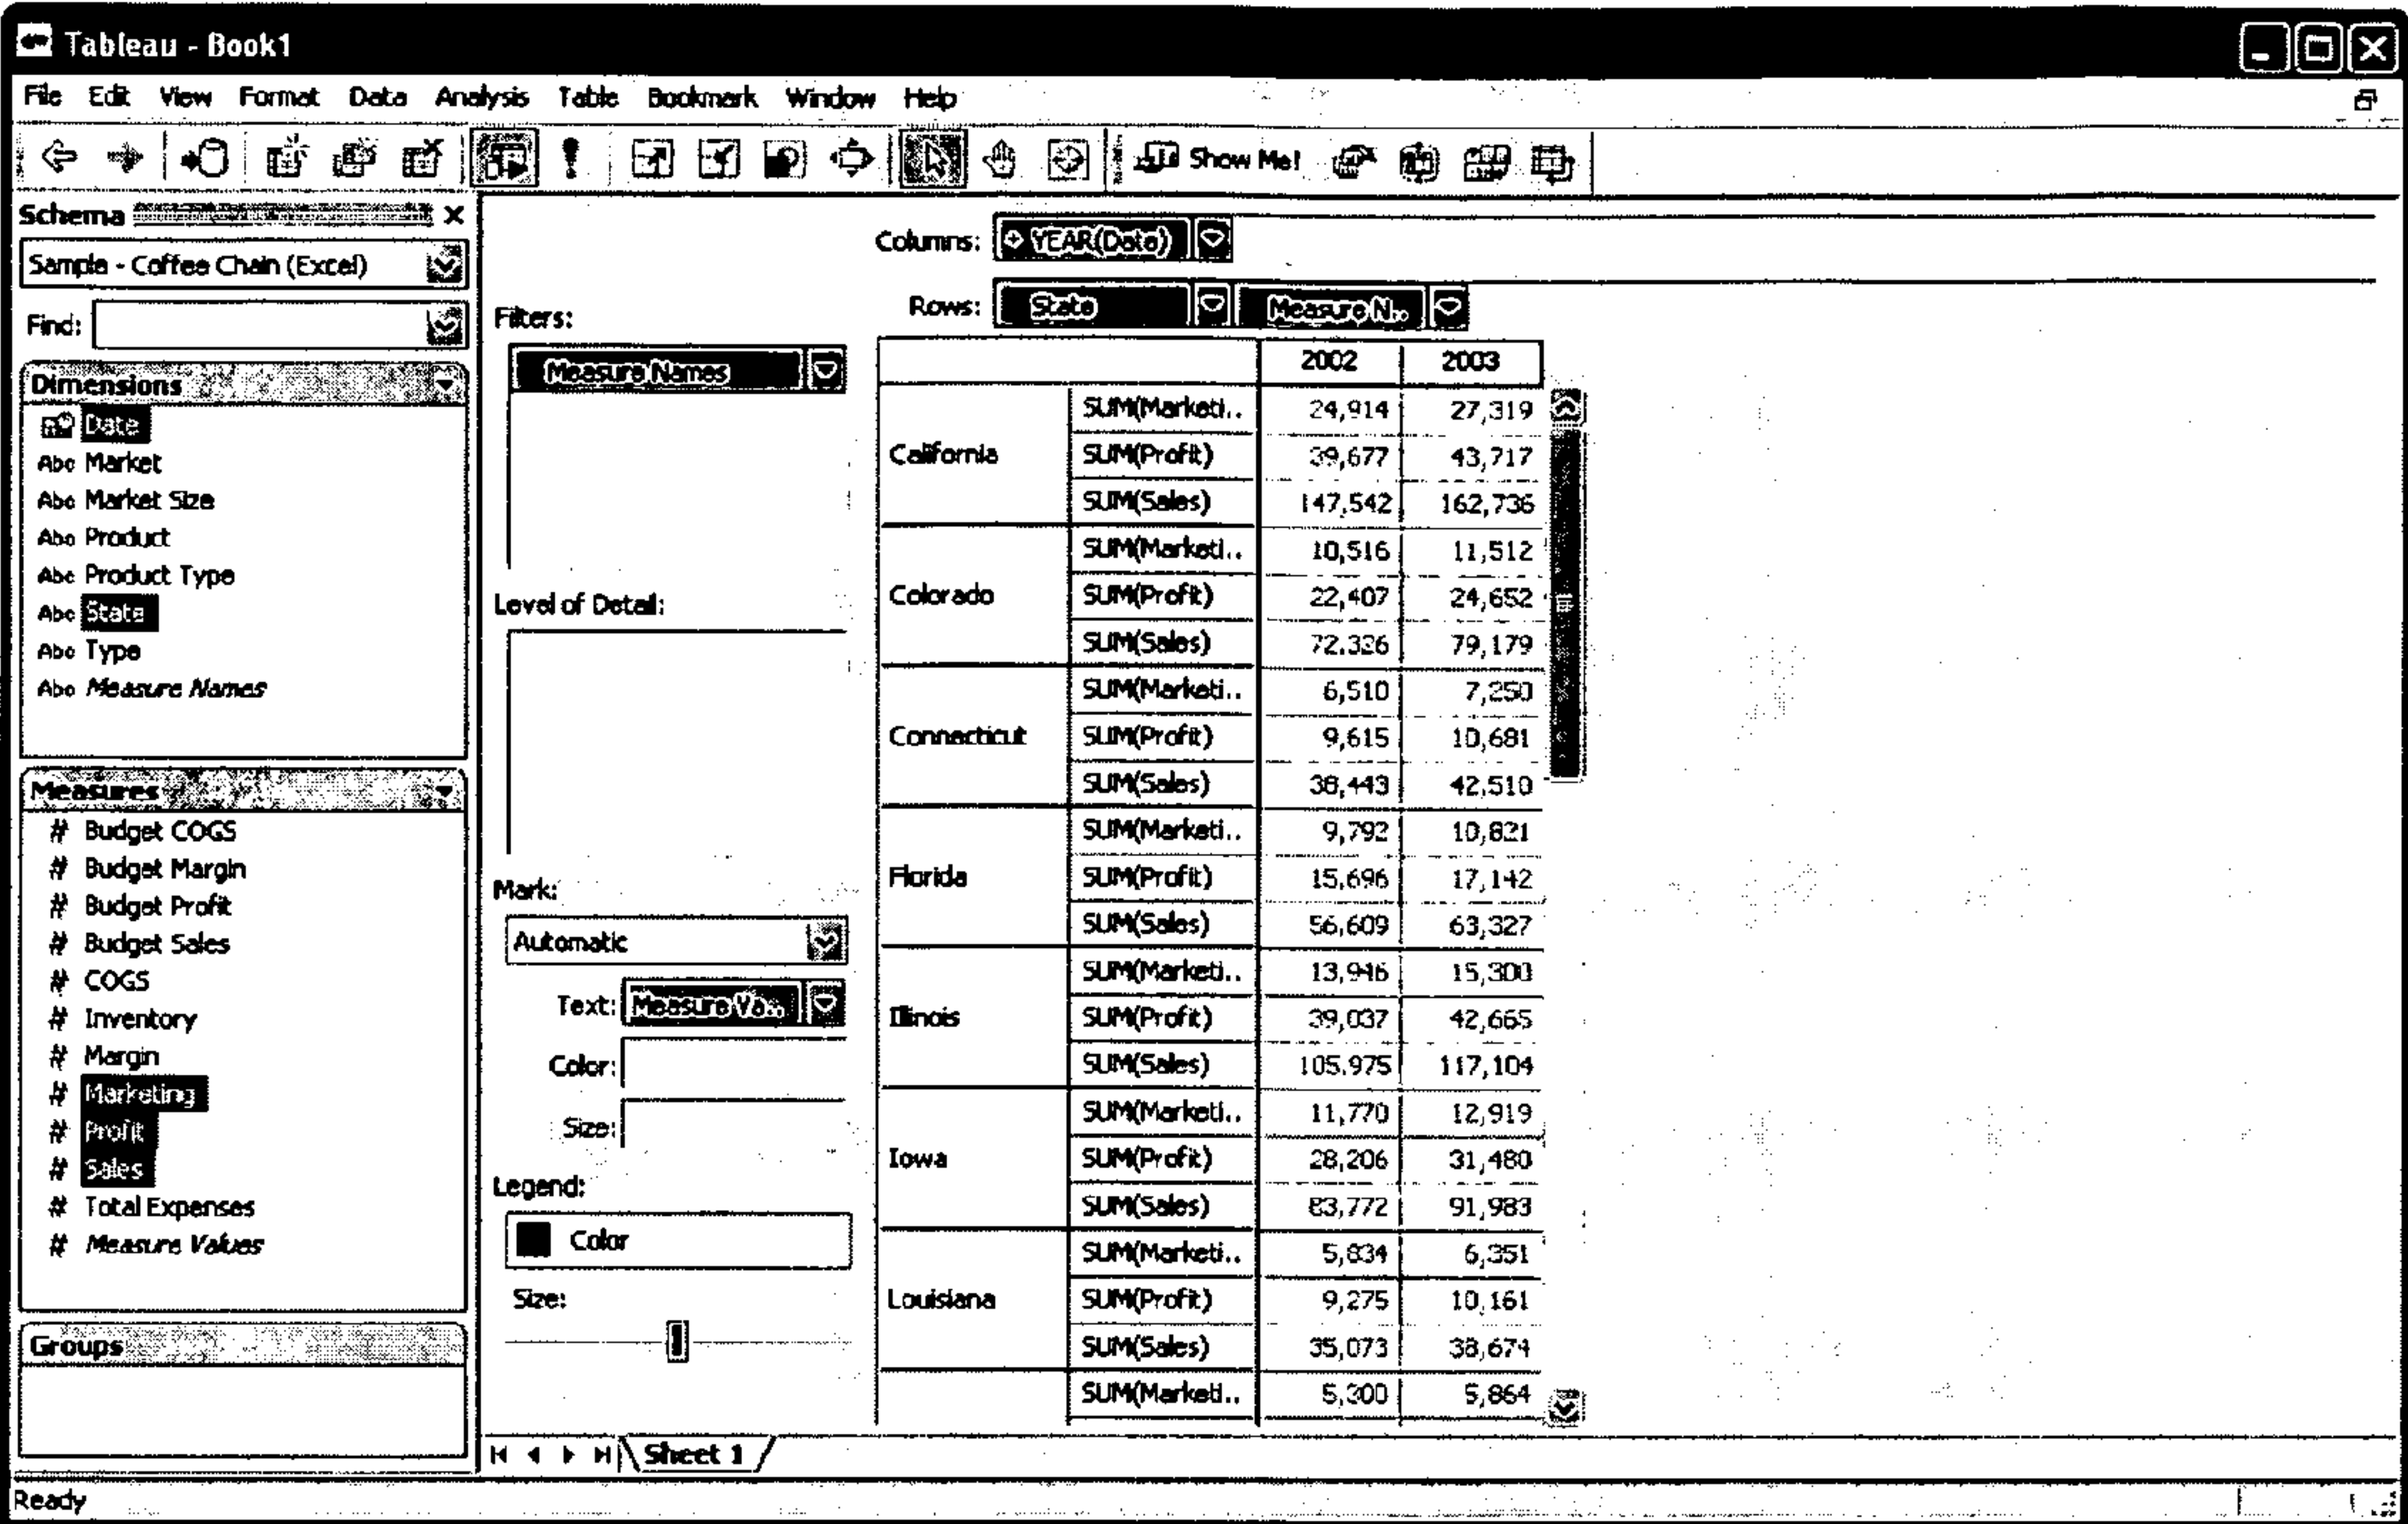 Tableau - Book1
File Edit View Format Data Analysis Table Bookmark Window Help
Show Me!
Schema
Sample - Coffee Chain (Excel)
Find:
Dimensions
Date
Abc Market
Abc Market Size
Abc Product
Abc Product Type
Abc State
Abc Type
Abc Measure Names
Measures
# Budget COGS
# Budget Margin
# Budget Profit
# Budget Sales
# COGS
# Inventory
# Margin
# Marketing
# Profit
# Sales
# Total Expenses
# Measure Values
Groups
Filters:
Measure Names
Level of Detail:
Mark:
Automatic
Text: Measure Va..
Color:
Size:
Legend:
Color
Size:
Columns: YEAR(Date)
Rows: State Measure N..
2002 2003
California
SUM(Marketi.. 24,914 27,319
SUM(Profit) 39,677 43,717
SUM(Sales) 147,542 162,736
Colorado
SUM(Marketi.. 10,516 11,512
SUM(Profit) 22,407 24,652
SUM(Sales) 72,326 79,179
Connecticut
SUM(Marketi.. 6,510 7,250
SUM(Profit) 9,615 10,681
SUM(Sales) 38,443 42,510
Florida
SUM(Marketi.. 9,792 10,821
SUM(Profit) 15,696 17,142
SUM(Sales) 56,609 63,327
Illinois
SUM(Marketi.. 13,946 15,300
SUM(Profit) 39,037 42,665
SUM(Sales) 105,975 117,104
Iowa
SUM(Marketi.. 11,770 12,919
SUM(Profit) 28,206 31,480
SUM(Sales) 83,772 91,983
Louisiana
SUM(Marketi.. 5,834 6,351
SUM(Profit) 9,275 10,161
SUM(Sales) 35,073 38,674
SUM(Marketi.. 5,300 5,864
Sheet 1
Ready